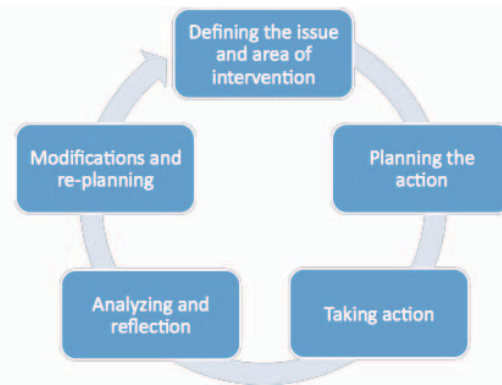 Defining the issue
and area of
intervention
Planning the
action
Taking action
Analyzing and
reflection
Modifications and
re-planning